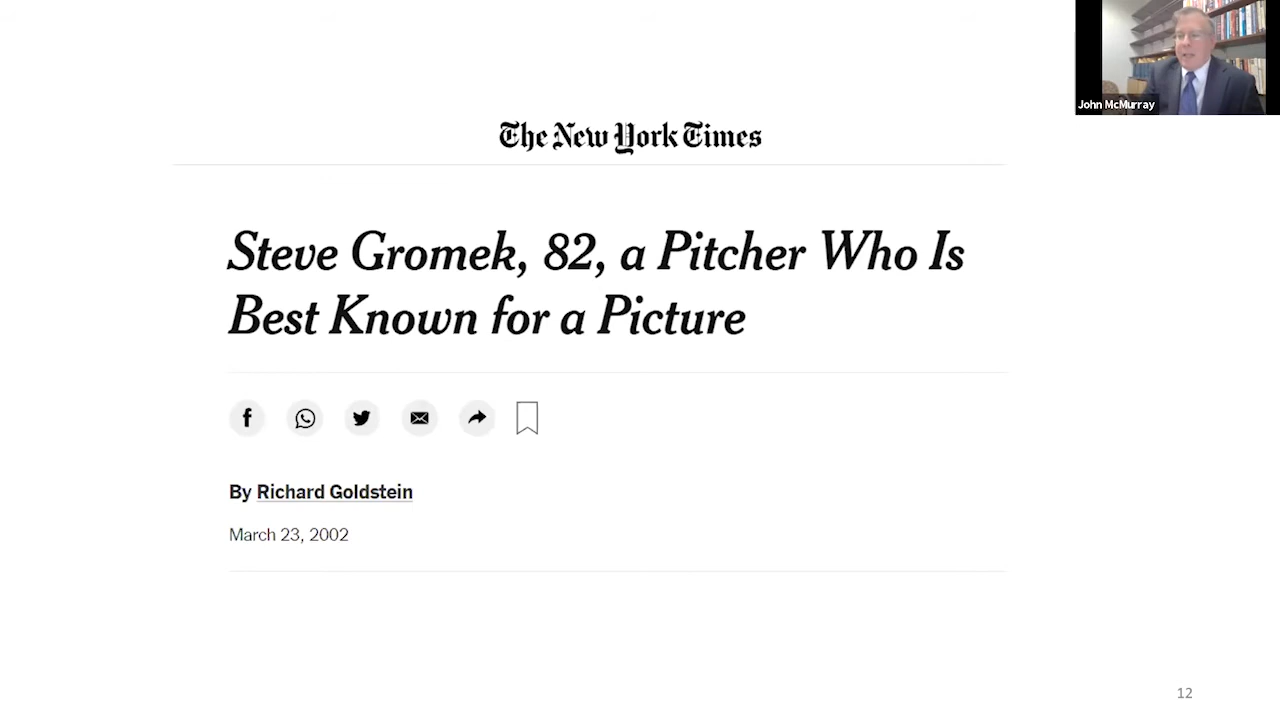 John McMurray
The New York Times
Steve Gromek, 82, a Pitcher Who Is
Best Known for a Picture
By Richard Goldstein
March 23, 2002
12